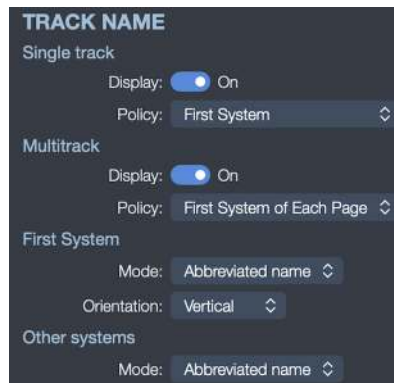 TRACK NAME
Single track
Display: On
Policy: First System
Multitrack
Display: On
Policy: First System of Each Page
First System
Mode: Abbreviated name
Orientation: Vertical
Other systems
Mode: Abbreviated name